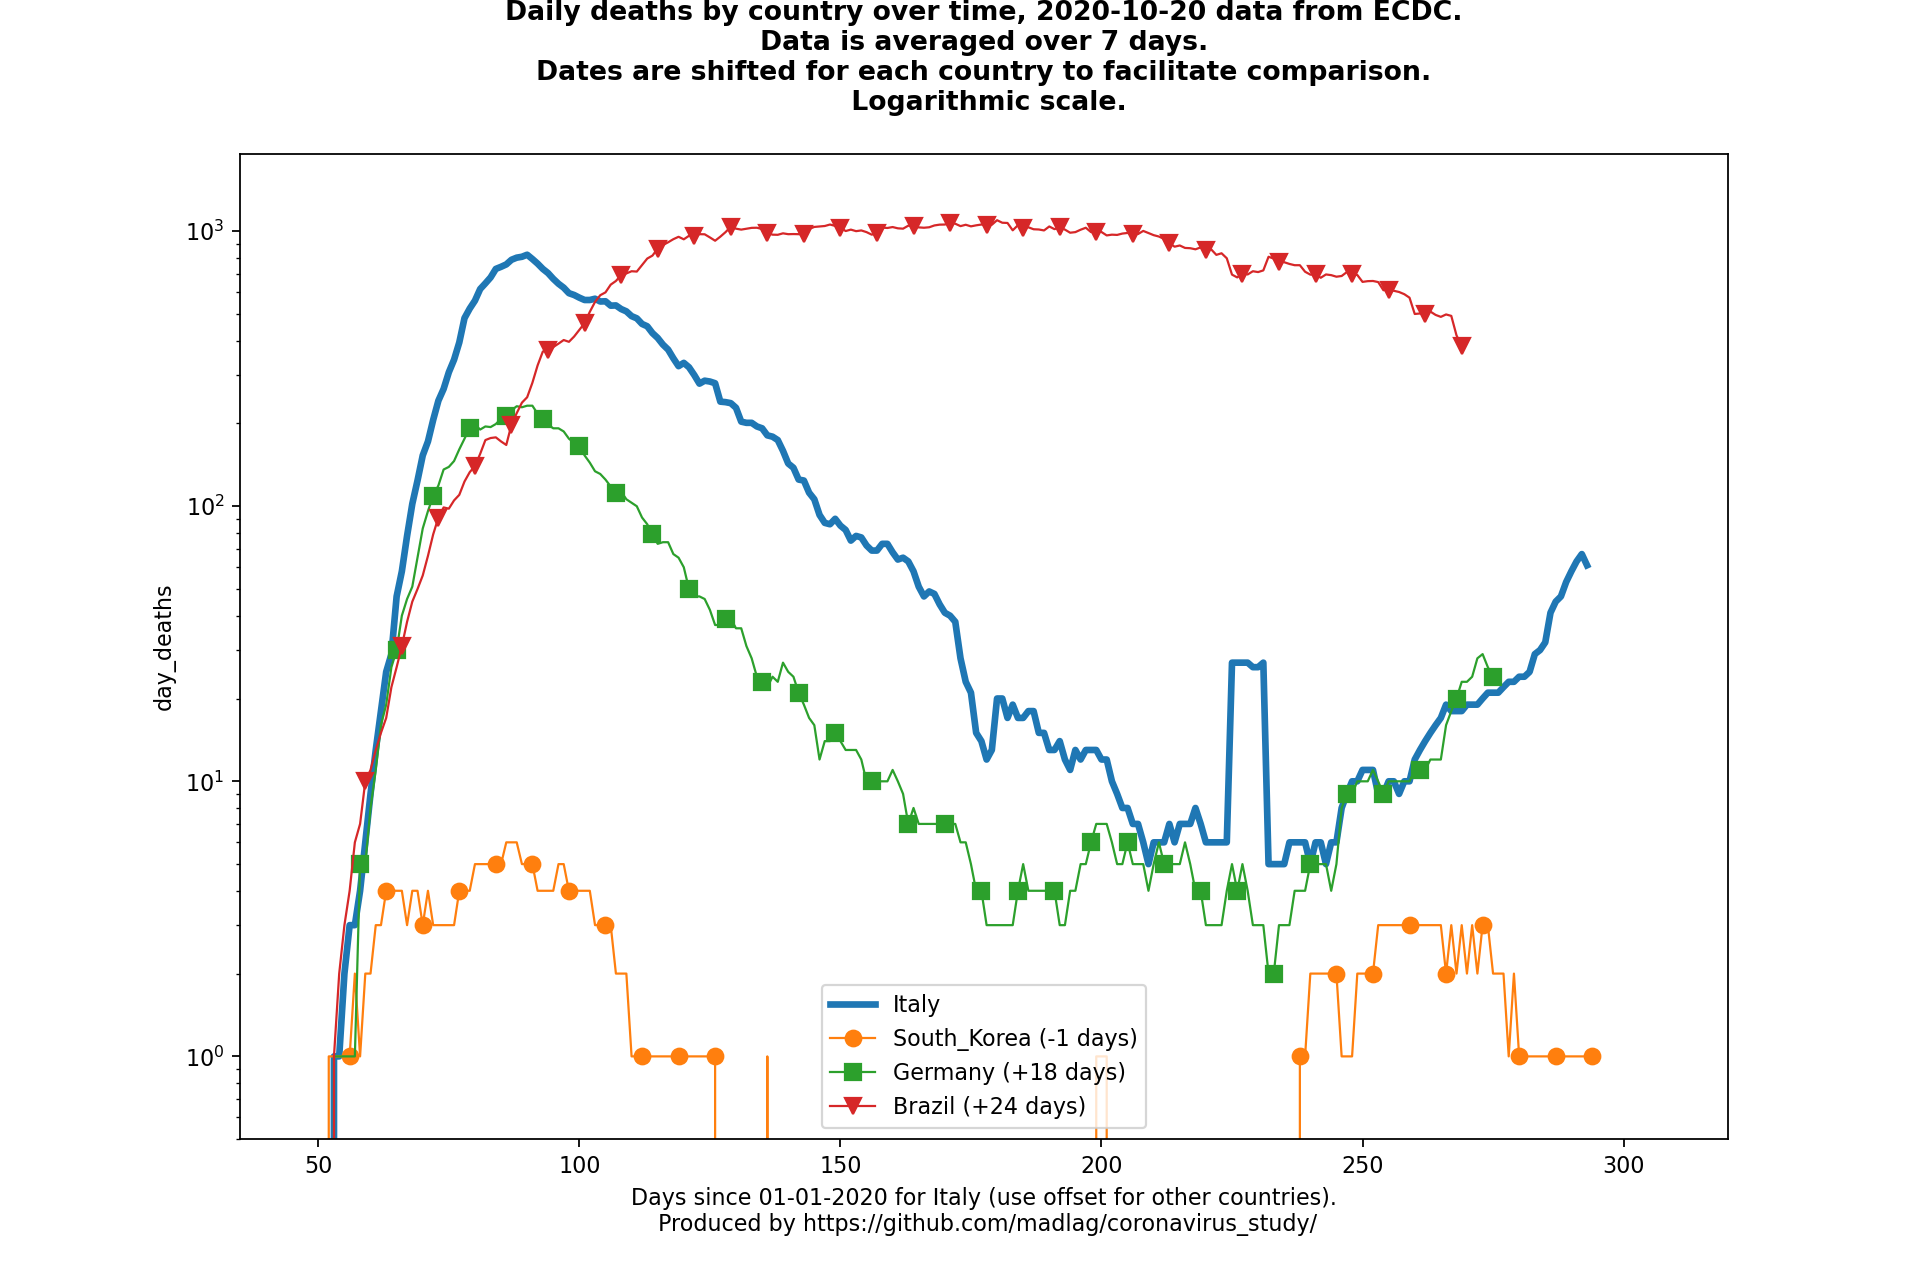 Daily deaths by country over time, 2020-10-20 data from ECDC.
Data is averaged over 7 days.
Dates are shifted for each country to facilitate comparison.
Logarithmic scale.
10³
10²
10¹
10⁰
day_deaths
Italy
South_Korea (-1 days)
Germany (+18 days)
Brazil (+24 days)
50 100 150 200 250 300
Days since 01-01-2020 for Italy (use offset for other countries).
Produced by https://github.com/madlag/coronavirus_study/